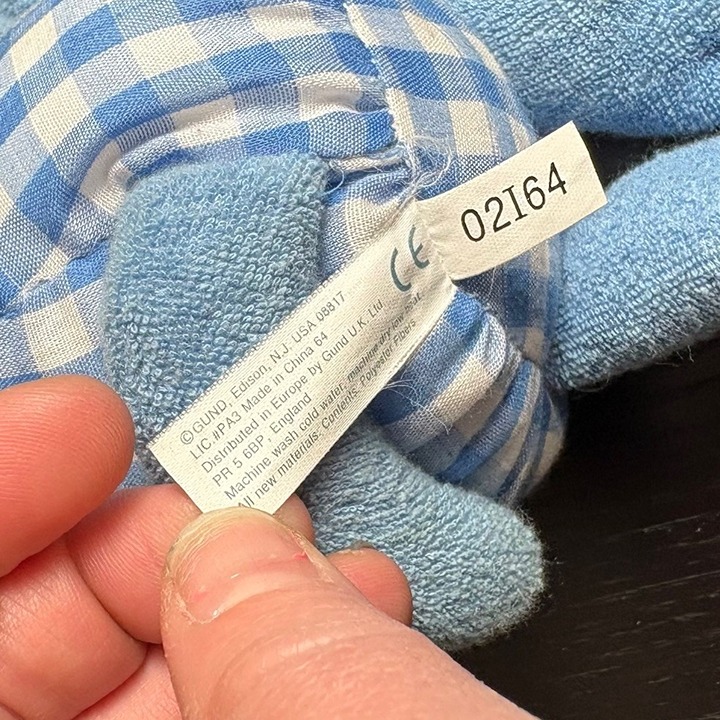 02I64
CE
©GUND, Edison, N.J. USA 08817
LIC.#PA3 Made in China 64
Distributed in Europe by Gund U.K. Ltd
PR 5 6BP, England
Machine wash cold water, machine dry low heat
All new materials. Contents: Polyester Fibers